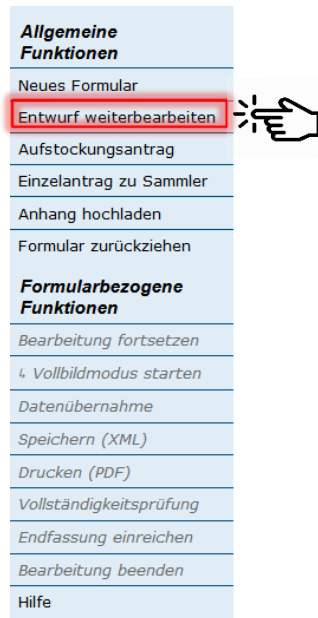 Allgemeine
Funktionen
Neues Formular
Entwurf weiterbearbeiten
Aufstockungsantrag
Einzelantrag zu Sammler
Anhang hochladen
Formular zurückziehen
Formularbezogene
Funktionen
Bearbeitung fortsetzen
↳ Vollbildmodus starten
Datenübernahme
Speichern (XML)
Drucken (PDF)
Vollständigkeitsprüfung
Endfassung einreichen
Bearbeitung beenden
Hilfe